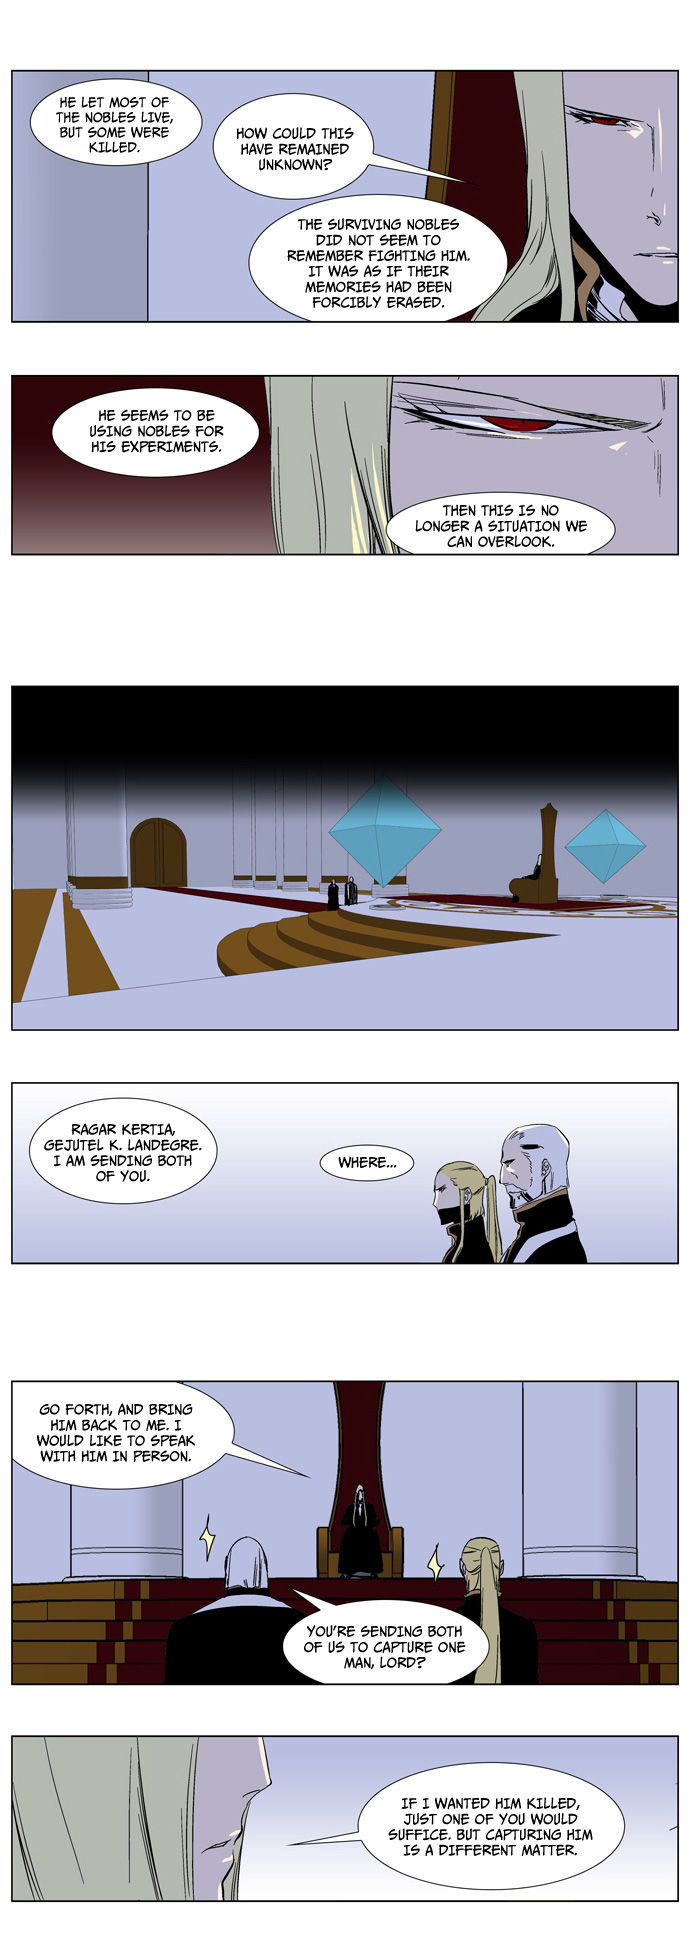 HE LET MOST OF
THE NOBLES LIVE,
BUT SOME WERE
KILLED.
HOW COULD THIS
HAVE REMAINED
UNKNOWN?
THE SURVIVING NOBLES
DID NOT SEEM TO
REMEMBER FIGHTING HIM.
IT WAS AS IF THEIR
MEMORIES HAD BEEN
FORCIBLY ERASED.
HE SEEMS TO BE
USING NOBLES FOR
HIS EXPERIMENTS.
THEN THIS IS NO
LONGER A SITUATION WE
CAN OVERLOOK.
RAGAR KERTIA,
GEJUTEL K. LANDEGRE.
I AM SENDING BOTH
OF YOU.
WHERE...
GO FORTH, AND BRING
HIM BACK TO ME. I
WOULD LIKE TO SPEAK
WITH HIM IN PERSON.
YOU'RE SENDING BOTH
OF US TO CAPTURE ONE
MAN, LORD?
IF I WANTED HIM KILLED,
JUST ONE OF YOU WOULD
SUFFICE. BUT CAPTURING HIM
IS A DIFFERENT MATTER.